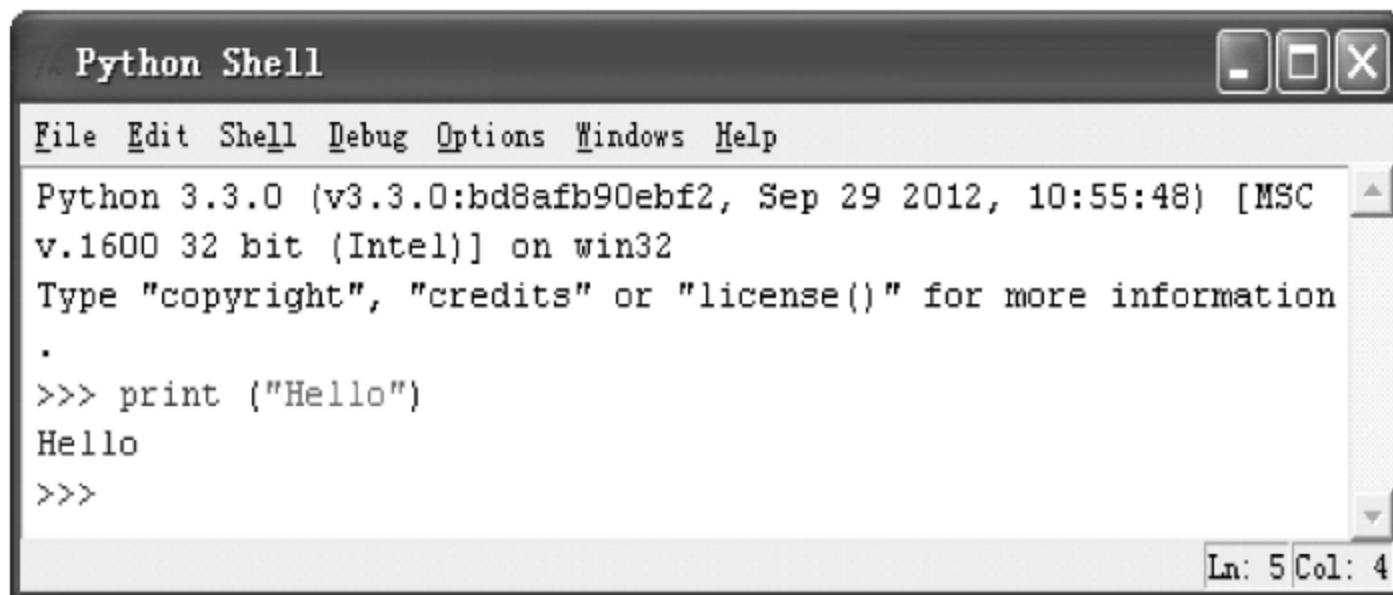 Python Shell
File Edit Shell Debug Options Windows Help
Python 3.3.0 (v3.3.0:bd8afb90ebf2, Sep 29 2012, 10:55:48) [MSC
v.1600 32 bit (Intel)] on win32
Type "copyright", "credits" or "license()" for more information
.
>>> print ("Hello")
Hello
>>>
Ln: 5 Col: 4